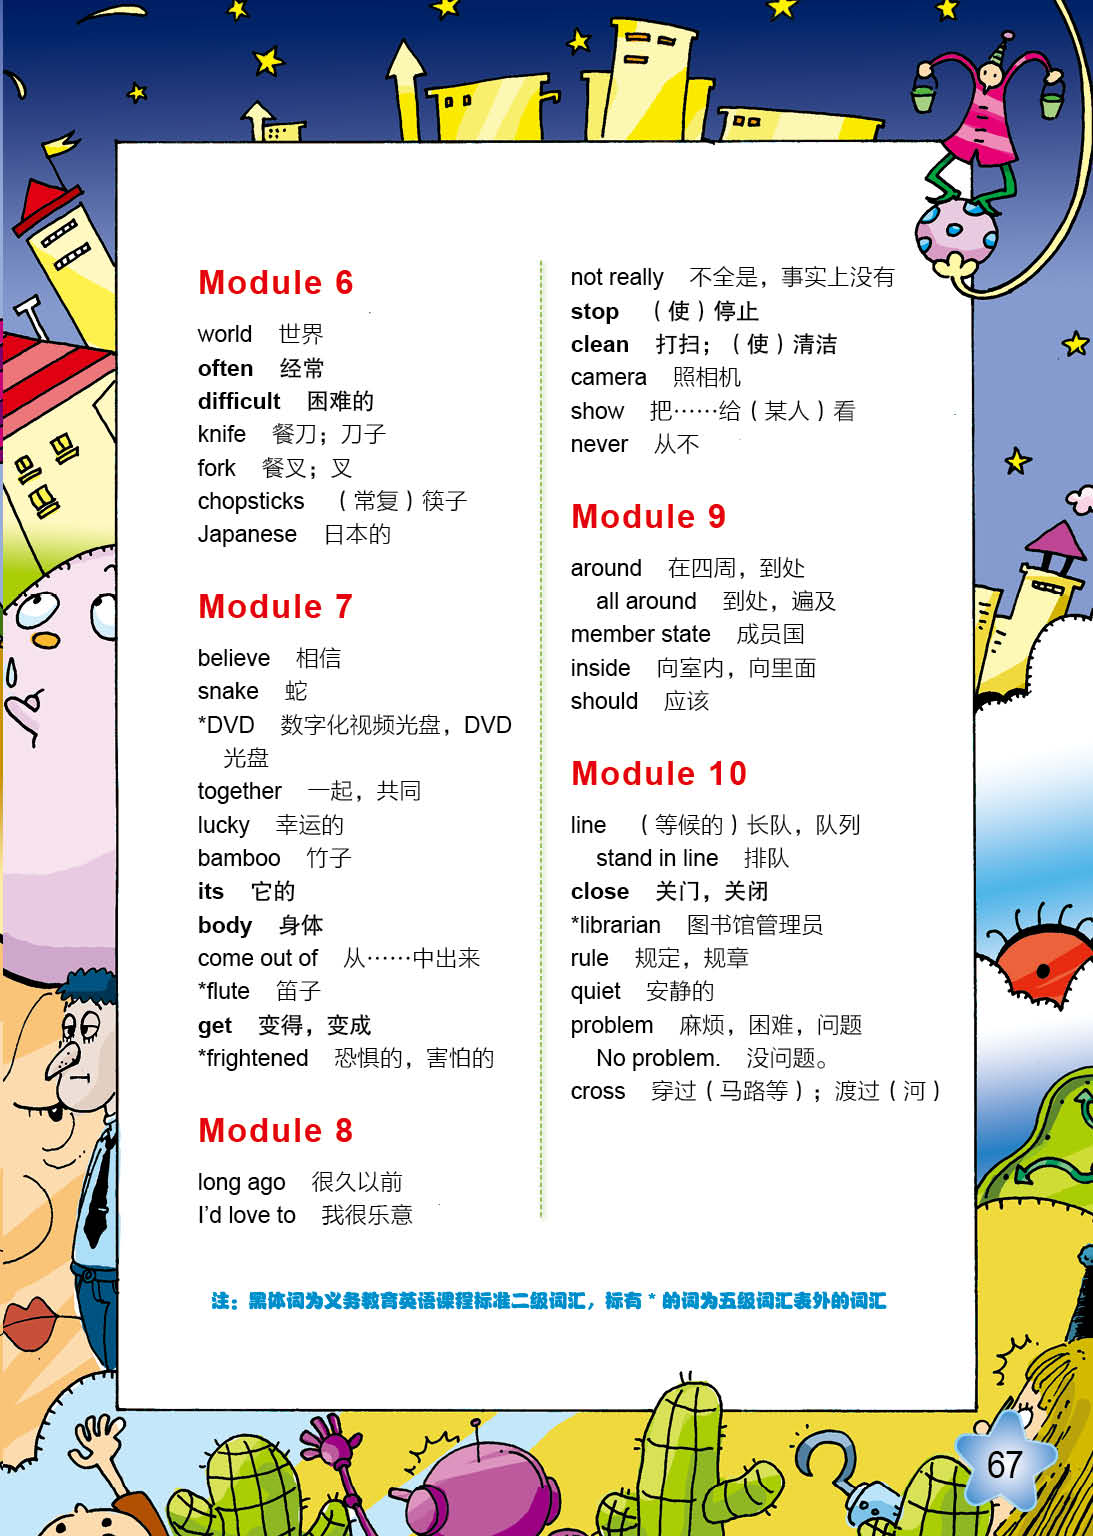 Module 6
world 世界
often 经常
difficult 困难的
knife 餐刀；刀子
fork 餐叉；叉
chopsticks （常复）筷子
Japanese 日本的
Module 7
believe 相信
snake 蛇
*DVD 数字化视频光盘，DVD
光盘
together 一起，共同
lucky 幸运的
bamboo 竹子
its 它的
body 身体
come out of 从……中出来
*flute 笛子
get 变得，变成
*frightened 恐惧的，害怕的
Module 8
long ago 很久以前
I’d love to 我很乐意
not really 不全是，事实上没有
stop （使）停止
clean 打扫；（使）清洁
camera 照相机
show 把……给（某人）看
never 从不
Module 9
around 在四周，到处
all around 到处，遍及
member state 成员国
inside 向室内，向里面
should 应该
Module 10
line （等候的）长队，队列
stand in line 排队
close 关门，关闭
*librarian 图书馆管理员
rule 规定，规章
quiet 安静的
problem 麻烦，困难，问题
No problem. 没问题。
cross 穿过（马路等）；渡过（河）
注：黑体词为义务教育英语课程标准二级词汇，标有 * 的词为五级词汇表外的词汇
67